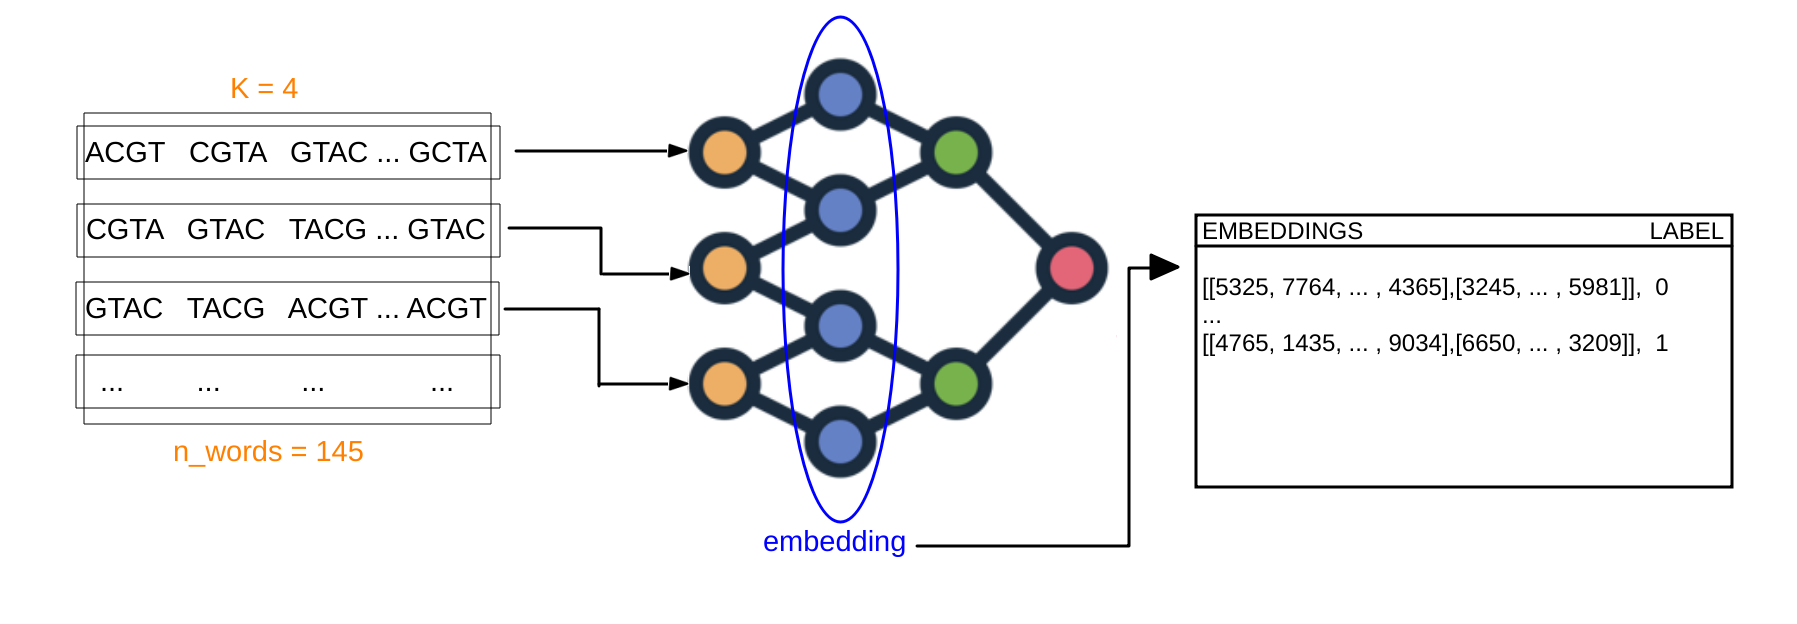 K = 4
ACGT CGTA GTAC ... GCTA
CGTA GTAC TACG ... GTAC
GTAC TACG ACGT ... ACGT
... ... ... ...
n_words = 145
embedding
EMBEDDINGS LABEL
[[5325, 7764, ... , 4365],[3245, ... , 5981]], 0
...
[[4765, 1435, ... , 9034],[6650, ... , 3209]], 1